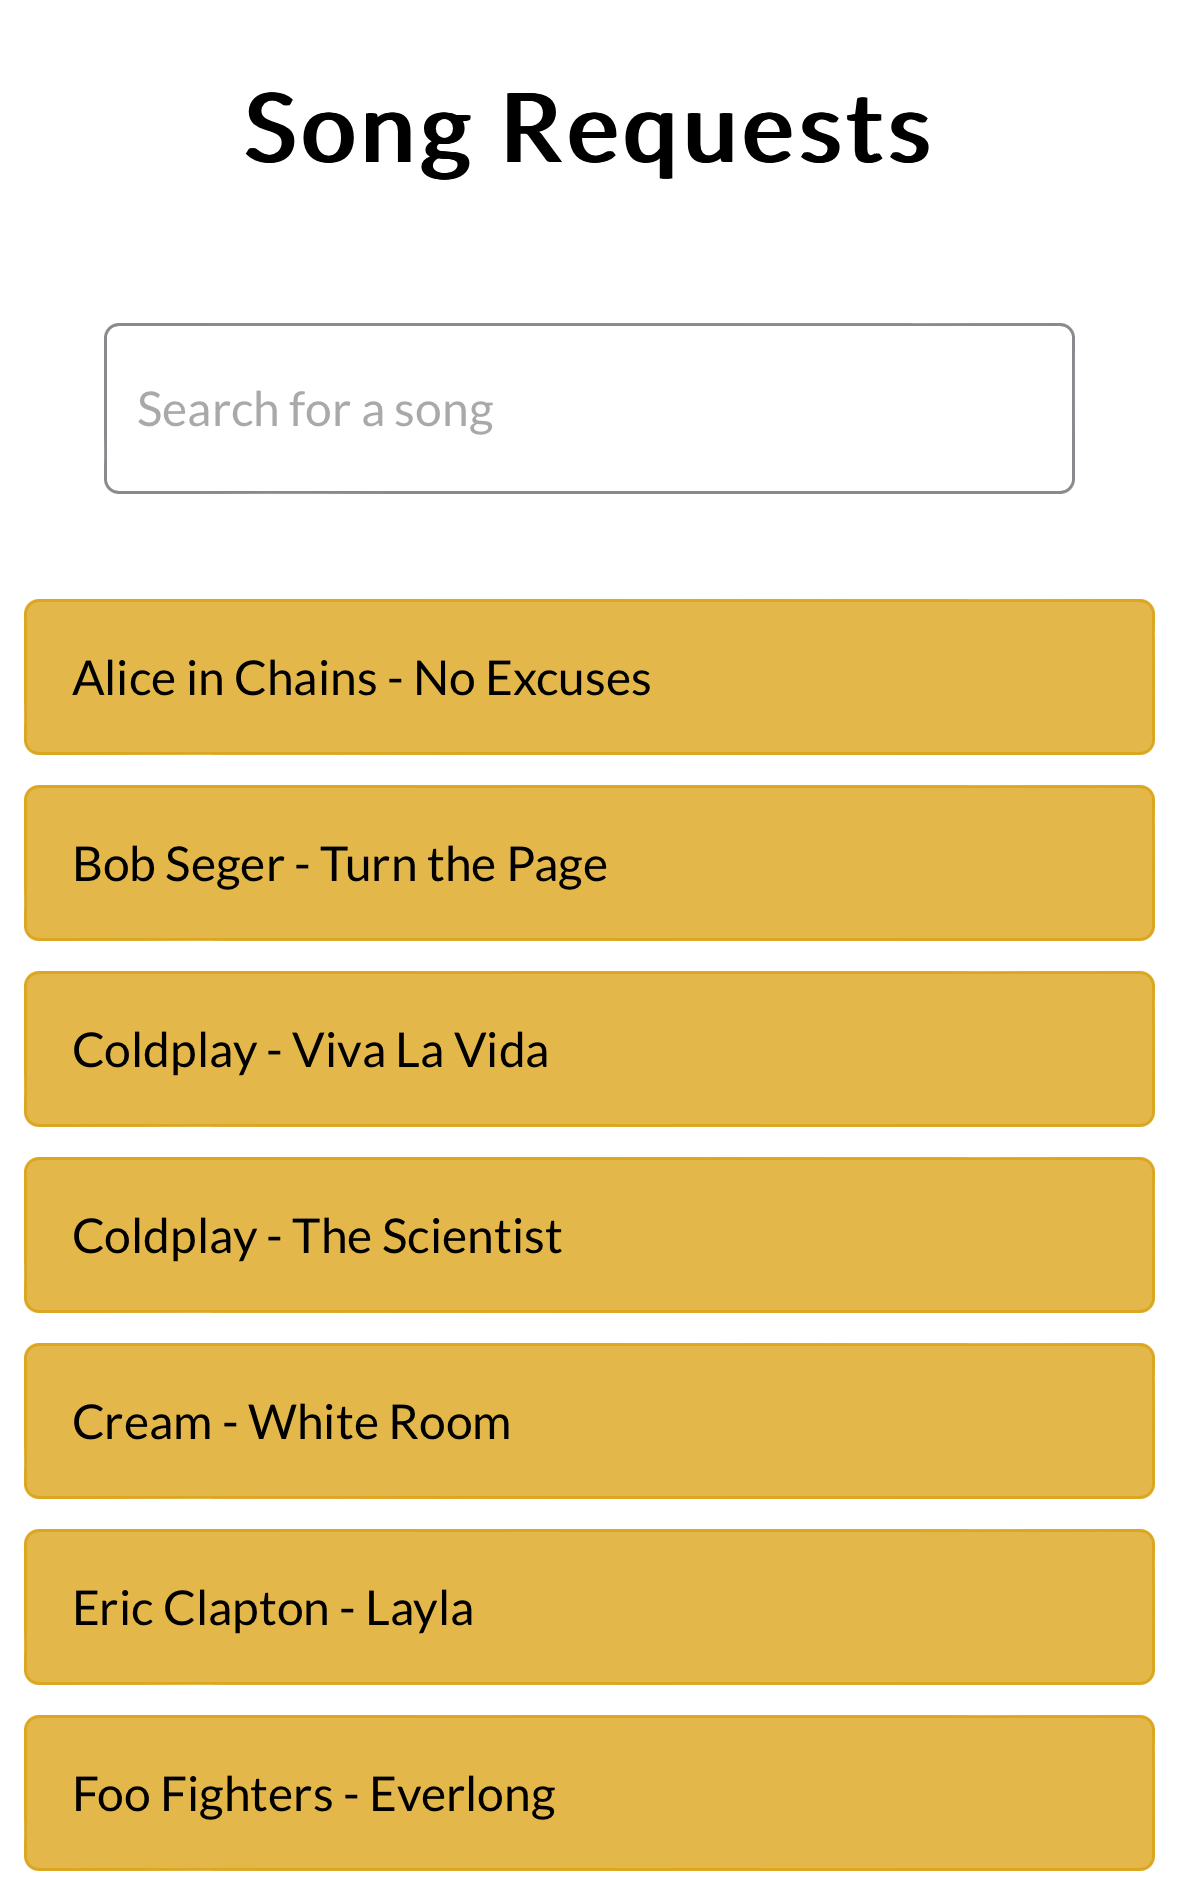 Song Requests
Search for a song
Alice in Chains - No Excuses
Bob Seger - Turn the Page
Coldplay - Viva La Vida
Coldplay - The Scientist
Cream - White Room
Eric Clapton - Layla
Foo Fighters - Everlong